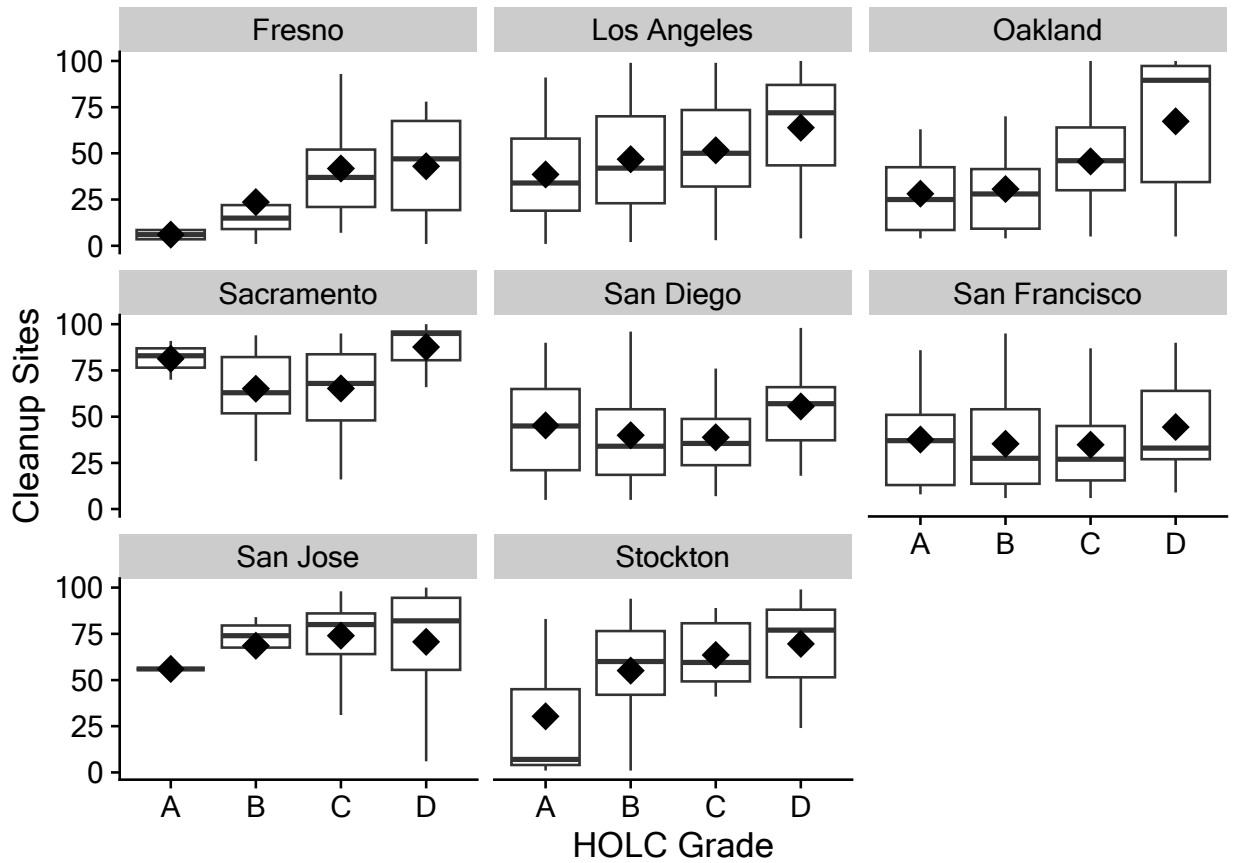 Fresno
Los Angeles
Oakland
100
75
50
25
0
Sacramento
San Diego
San Francisco
100
75
50
25
0
A B C D
San Jose
Stockton
100
75
50
25
0
A B C D
A B C D
Cleanup Sites
HOLC Grade